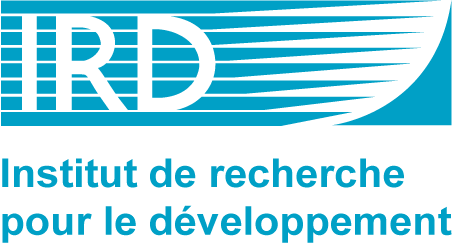 IRD
Institut de recherche
pour le développement